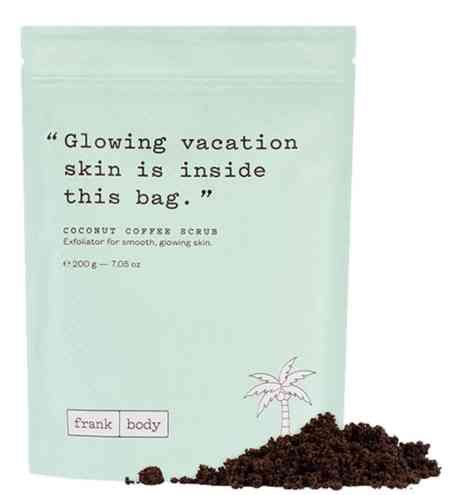 “Glowing vacation
skin is inside
this bag.”
COCONUT COFFEE SCRUB
Exfoliator for smooth, glowing skin.
℮ 200 g — 7.05 oz
frank body